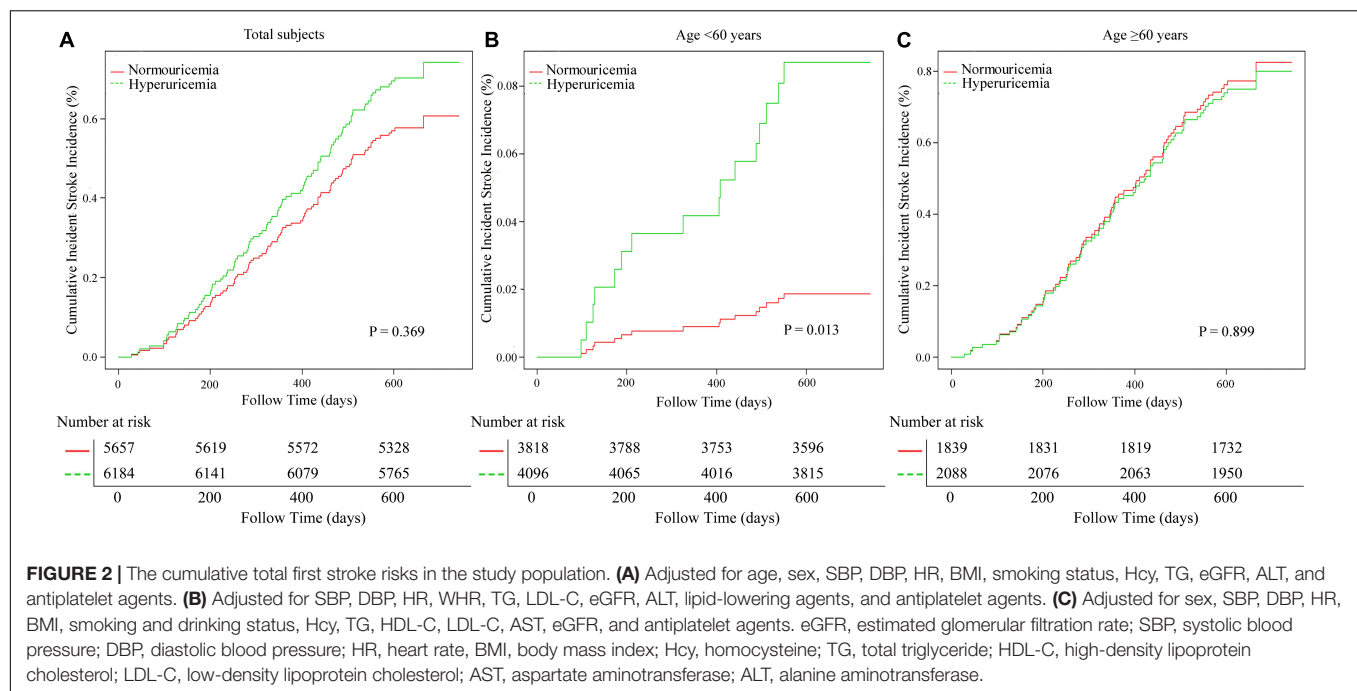 A
Total subjects
Normouricemia
Hyperuricemia
Cumulative Incident Stroke Incidence (%)
0.6
0.4
0.2
0.0
P = 0.369
0
200
400
600
Follow Time (days)
Number at risk
5657 5619 5572 5328
6184 6141 6079 5765
0 200 400 600
Follow Time (days)
B
Age <60 years
Normouricemia
Hyperuricemia
Cumulative Incident Stroke Incidence (%)
0.08
0.06
0.04
0.02
0.00
P = 0.013
0
200
400
600
Follow Time (days)
Number at risk
3818 3788 3753 3596
4096 4065 4016 3815
0 200 400 600
Follow Time (days)
C
Age ≥60 years
Normouricemia
Hyperuricemia
Cumulative Incident Stroke Incidence (%)
0.8
0.6
0.4
0.2
0.0
P = 0.899
0
200
400
600
Follow Time (days)
Number at risk
1839 1831 1819 1732
2088 2076 2063 1950
0 200 400 600
Follow Time (days)
FIGURE 2 | The cumulative total first stroke risks in the study population. (A) Adjusted for age, sex, SBP, DBP, HR, BMI, smoking status, Hcy, TG, eGFR, ALT, and
antiplatelet agents. (B) Adjusted for SBP, DBP, HR, WHR, TG, LDL-C, eGFR, ALT, lipid-lowering agents, and antiplatelet agents. (C) Adjusted for sex, SBP, DBP, HR,
BMI, smoking and drinking status, Hcy, TG, HDL-C, LDL-C, AST, eGFR, and antiplatelet agents. eGFR, estimated glomerular filtration rate; SBP, systolic blood
pressure; DBP, diastolic blood pressure; HR, heart rate, BMI, body mass index; Hcy, homocysteine; TG, total triglyceride; HDL-C, high-density lipoprotein
cholesterol; LDL-C, low-density lipoprotein cholesterol; AST, aspartate aminotransferase; ALT, alanine aminotransferase.